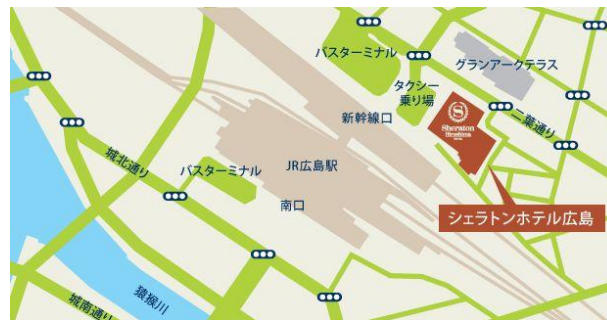 バスターミナル
グランアークテラス
タクシー
乗り場
新幹線口
Sheraton
Hiroshima
二葉通り
城北通り
バスターミナル
JR広島駅
南口
シェラトンホテル広島
猿猴川
城南通り